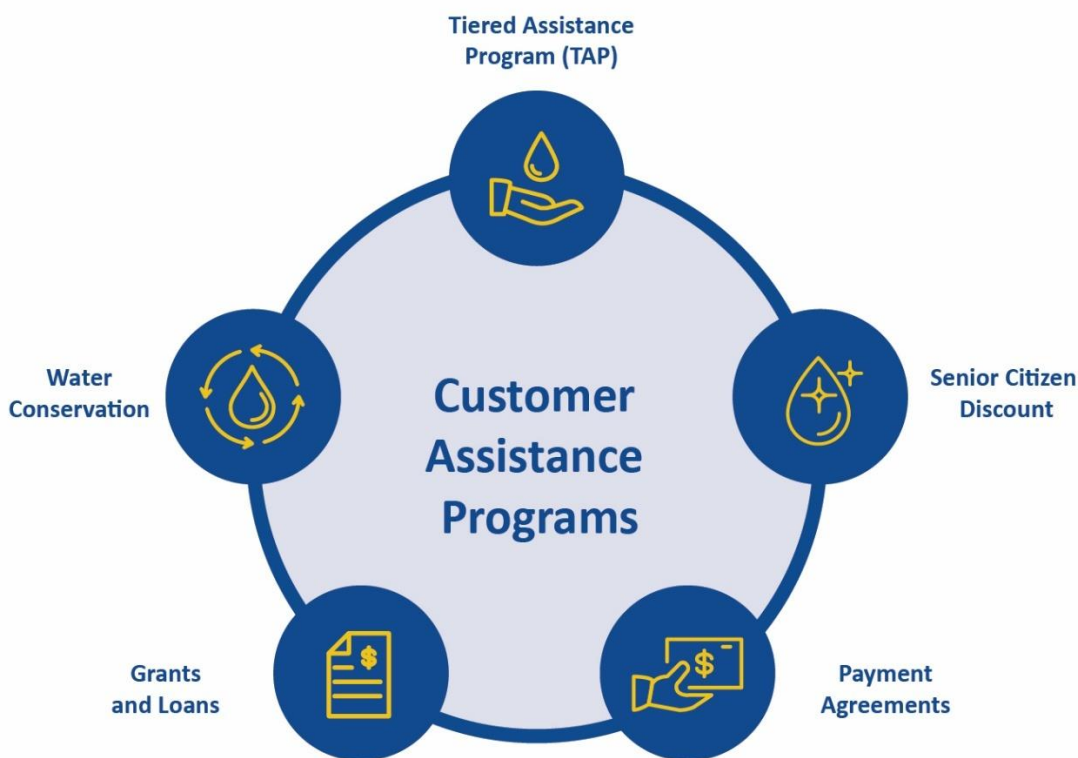 Tiered Assistance
Program (TAP)
Water
Conservation
Customer
Assistance
Programs
Senior Citizen
Discount
Grants
and Loans
$
$
Payment
Agreements